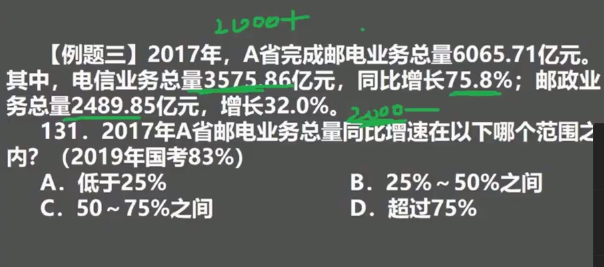 2000+
【例题三】2017年，A省完成邮电业务总量6065.71亿元。
其中，电信业务总量3575.86亿元，同比增长75.8%；邮政业
务总量2489.85亿元，增长32.0%。
2000-
131．2017年A省邮电业务总量同比增速在以下哪个范围之
内？（2019年国考83%）
A．低于25%
B．25%～50%之间
C．50～75%之间
D．超过75%